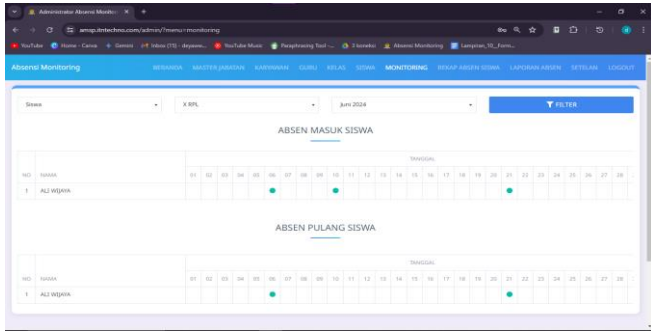 Administrator Absensi Monitor
amsp.itntechno.com/admin/?menu=monitoring
YouTube Home - Canva Gemini YouTube Music Paraphrasing Tool -... 3 koneksi Absensi Monitoring Lampiran_10_Form...
Absensi Monitoring BERANDA MASTER JABATAN KARYAWAN GURU KELAS SISWA MONITORING REKAP ABSEN SISWA LAPORAN ABSEN SETELAN LOGOUT
Siswa X RPL Juni 2024 FILTER
ABSEN MASUK SISWA
TANGGAL
NO NAMA 01 02 03 04 05 06 07 08 09 10 11 12 13 14 15 16 17 18 19 20 21 22 23 24 25 26 27 28
1 ALI WIJAYA
ABSEN PULANG SISWA
TANGGAL
NO NAMA 01 02 03 04 05 06 07 08 09 10 11 12 13 14 15 16 17 18 19 20 21 22 23 24 25 26 27 28
1 ALI WIJAYA